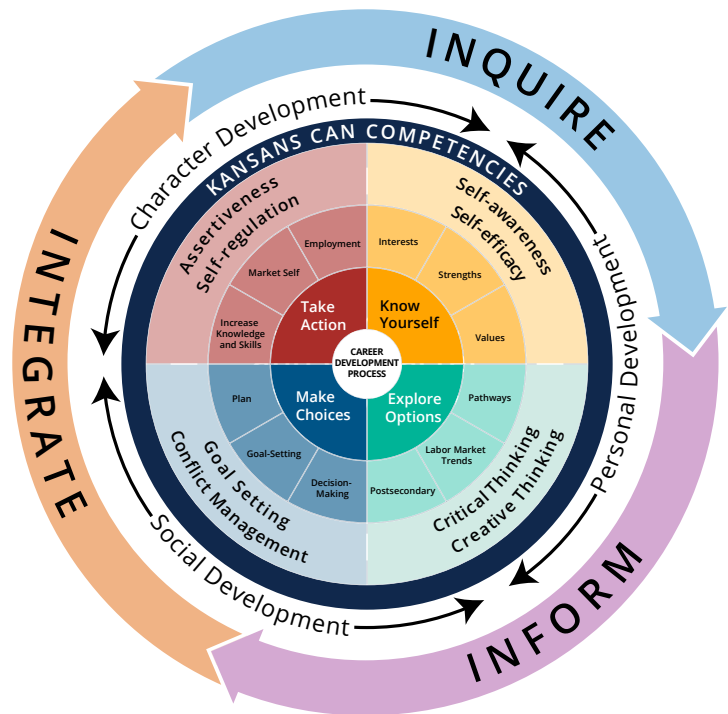 INQUIRE
INFORM
INTEGRATE
Character Development
Personal Development
Social Development
KANSANS CAN COMPETENCIES
Assertiveness
Self-regulation
Self-awareness
Self-efficacy
Critical Thinking
Creative Thinking
Goal Setting
Conflict Management
Employment
Market Self
Increase
Knowledge
and Skills
Interests
Strengths
Values
Pathways
Labor Market
Trends
Postsecondary
Decision-
Making
Goal-Setting
Plan
Take
Action
Know
Yourself
Explore
Options
Make
Choices
CAREER
DEVELOPMENT
PROCESS